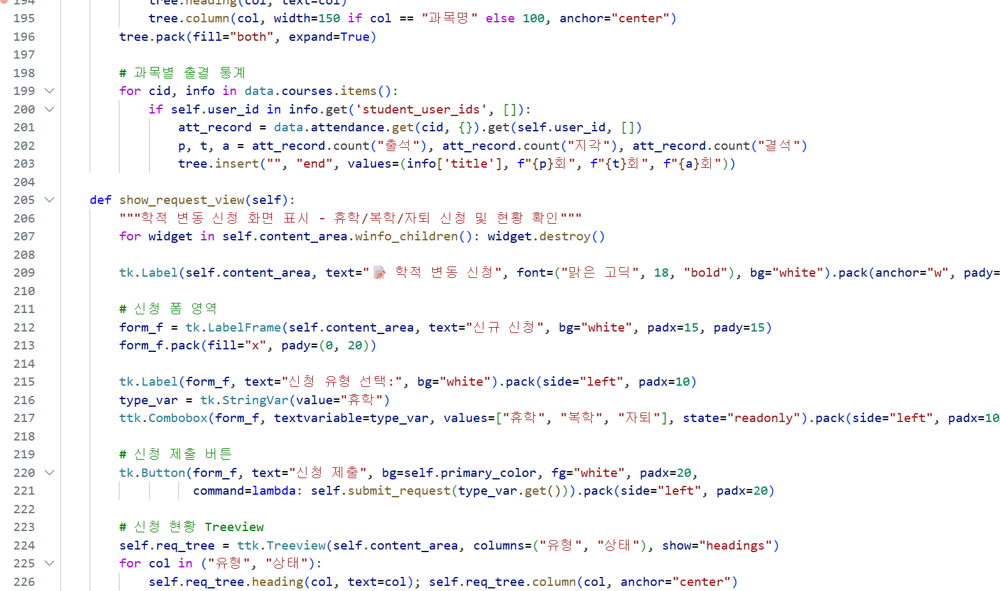 194 tree.heading(col, text=col)
195 tree.column(col, width=150 if col == "과목명" else 100, anchor="center")
196 tree.pack(fill="both", expand=True)
197
198 # 과목별 출결 통계
199 for cid, info in data.courses.items():
200 if self.user_id in info.get('student_user_ids', []):
201 att_record = data.attendance.get(cid, {}).get(self.user_id, [])
202 p, t, a = att_record.count("출석"), att_record.count("지각"), att_record.count("결석")
203 tree.insert("", "end", values=(info['title'], f"{p}회", f"{t}회", f"{a}회"))
204
205 def show_request_view(self):
206 """학적 변동 신청 화면 표시 - 휴학/복학/자퇴 신청 및 현황 확인"""
207 for widget in self.content_area.winfo_children(): widget.destroy()
208
209 tk.Label(self.content_area, text="📝 학적 변동 신청", font=("맑은 고딕", 18, "bold"), bg="white").pack(anchor="w", pady=
210
211 # 신청 폼 영역
212 form_f = tk.LabelFrame(self.content_area, text="신규 신청", bg="white", padx=15, pady=15)
213 form_f.pack(fill="x", pady=(0, 20))
214
215 tk.Label(form_f, text="신청 유형 선택:", bg="white").pack(side="left", padx=10)
216 type_var = tk.StringVar(value="휴학")
217 ttk.Combobox(form_f, textvariable=type_var, values=["휴학", "복학", "자퇴"], state="readonly").pack(side="left", padx=10
218
219 # 신청 제출 버튼
220 tk.Button(form_f, text="신청 제출", bg=self.primary_color, fg="white", padx=20,
221 command=lambda: self.submit_request(type_var.get())).pack(side="left", padx=20)
222
223 # 신청 현황 Treeview
224 self.req_tree = ttk.Treeview(self.content_area, columns=("유형", "상태"), show="headings")
225 for col in ("유형", "상태"):
226 self.req_tree.heading(col, text=col); self.req_tree.column(col, anchor="center")